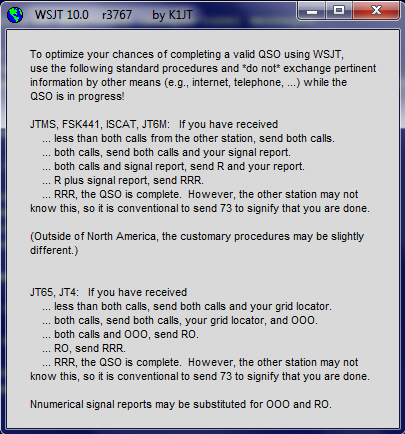 WSJT 10.0 r3767 by K1JT
To optimize your chances of completing a valid QSO using WSJT,
use the following standard procedures and *do not* exchange pertinent
information by other means (e.g., internet, telephone, ...) while the
QSO is in progress!
JTMS, FSK441, ISCAT, JT6M: If you have received
... less than both calls from the other station, send both calls.
... both calls, send both calls and your signal report.
... both calls and signal report, send R and your report.
... R plus signal report, send RRR.
... RRR, the QSO is complete. However, the other station may not
know this, so it is conventional to send 73 to signify that you are done.
(Outside of North America, the customary procedures may be slightly
different.)
JT65, JT4: If you have received
... less than both calls, send both calls and your grid locator.
... both calls, send both calls, your grid locator, and OOO.
... both calls and OOO, send RO.
... RO, send RRR.
... RRR, the QSO is complete. However, the other station may not
know this, so it is conventional to send 73 to signify that you are done.
Nnumerical signal reports may be substituted for OOO and RO.